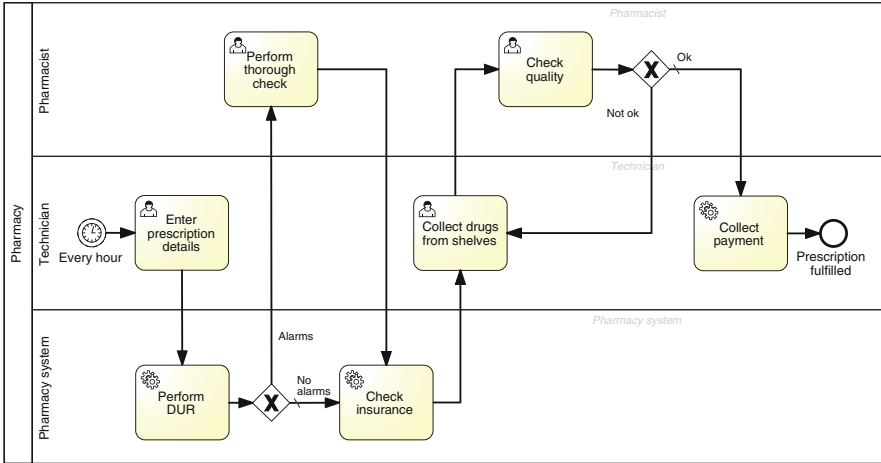 Pharmacy
Pharmacist
Pharmacist
Perform
thorough
check
Check
quality
Ok
Not ok
Technician
Technician
Every hour
Enter
prescription
details
Collect drugs
from shelves
Collect
payment
Prescription
fulfilled
Pharmacy system
Pharmacy system
Alarms
Perform
DUR
No
alarms
Check
insurance